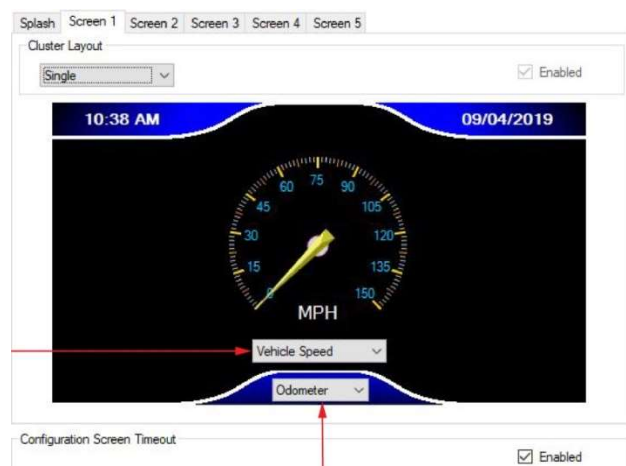 Splash Screen 1 Screen 2 Screen 3 Screen 4 Screen 5
Cluster Layout
Single Enabled
10:38 AM 09/04/2019
75
60 90
45 105
30 120
15 135
0 150
MPH
Vehicle Speed
Odometer
Configuration Screen Timeout
Enabled